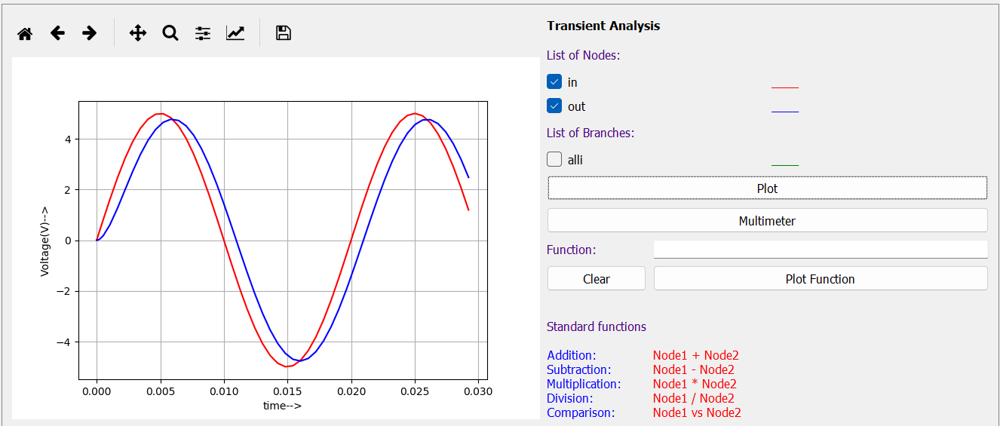 Transient Analysis
List of Nodes:
in
out
List of Branches:
alli
Plot
Multimeter
Function:
Clear
Plot Function
Standard functions
Addition: Node1 + Node2
Subtraction: Node1 - Node2
Multiplication: Node1 * Node2
Division: Node1 / Node2
Comparison: Node1 vs Node2
Voltage(V)-->
4
2
0
−2
−4
0.000 0.005 0.010 0.015 0.020 0.025 0.030
time-->